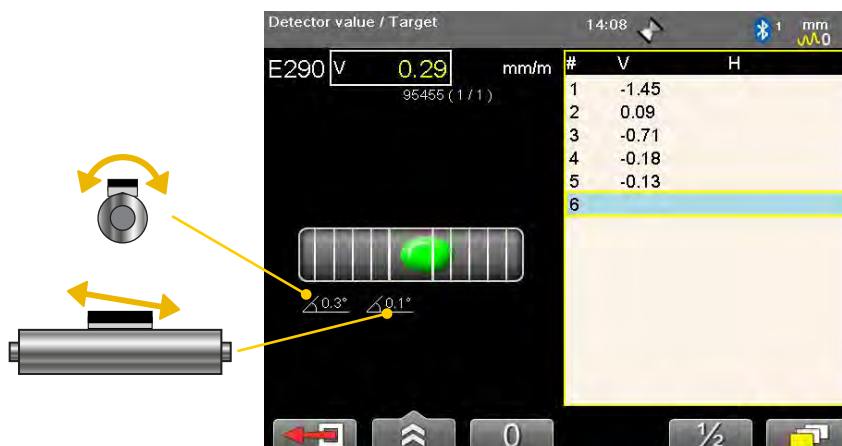 Detector value / Target 14:08 1 mm
0
E290 V 0.29 mm/m
95455 ( 1 / 1 )
# V H
1 -1.45
2 0.09
3 -0.71
4 -0.18
5 -0.13
6
0.3° 0.1°
0 ½